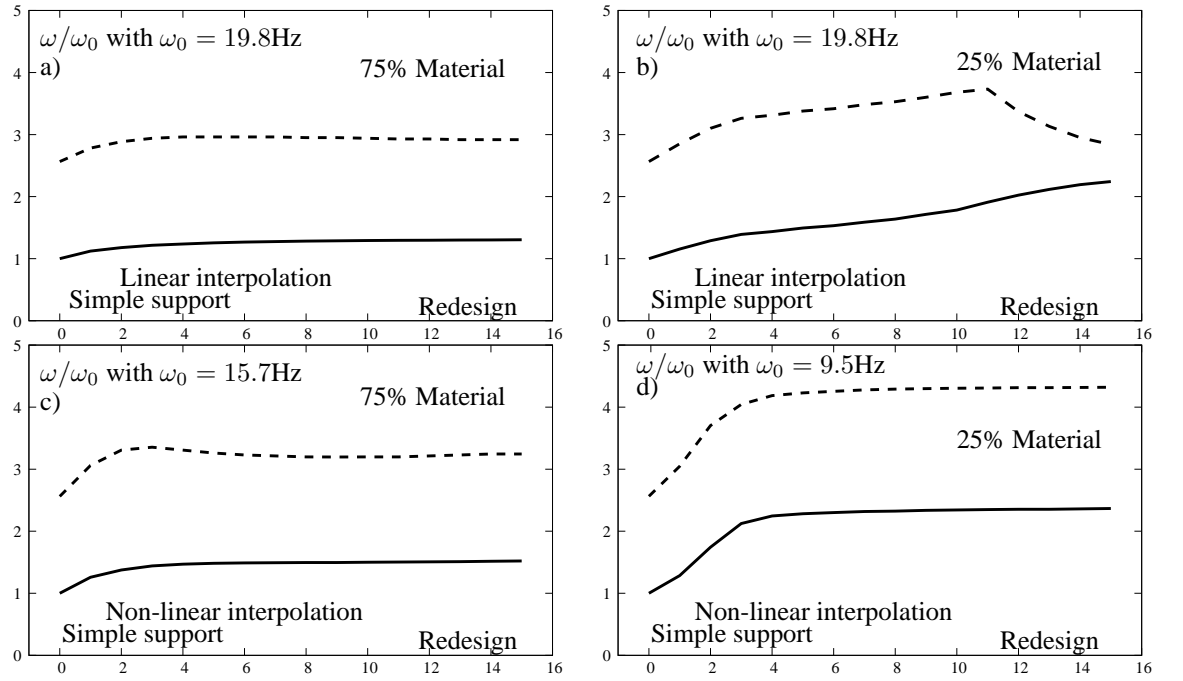 5
4
3
2
1
0
ω/ω0 with ω0 = 19.8Hz
a)
75% Material
Linear interpolation
Simple support
Redesign
0 2 4 6 8 10 12 14 16
5
4
3
2
1
0
ω/ω0 with ω0 = 19.8Hz
b)
25% Material
Linear interpolation
Simple support
Redesign
0 2 4 6 8 10 12 14 16
5
4
3
2
1
0
ω/ω0 with ω0 = 15.7Hz
c)
75% Material
Non-linear interpolation
Simple support
Redesign
0 2 4 6 8 10 12 14 16
5
4
3
2
1
0
ω/ω0 with ω0 = 9.5Hz
d)
25% Material
Non-linear interpolation
Simple support
Redesign
0 2 4 6 8 10 12 14 16